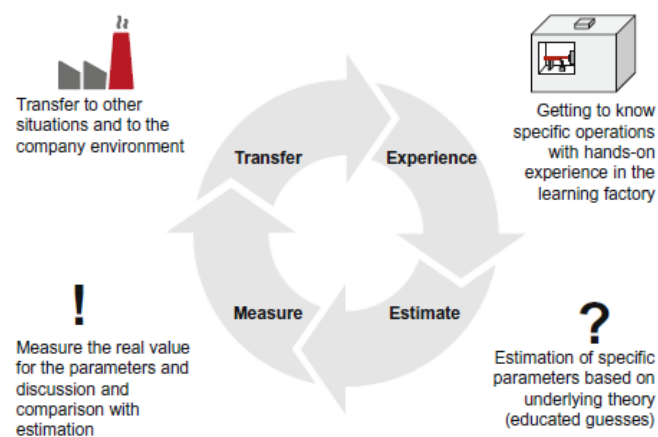 Transfer to other
situations and to the
company environment
Getting to know
specific operations
with hands-on
experience in the
learning factory
Transfer
Experience
Measure
Estimate
!
Measure the real value
for the parameters and
discussion and
comparison with
estimation
?
Estimation of specific
parameters based on
underlying theory
(educated guesses)